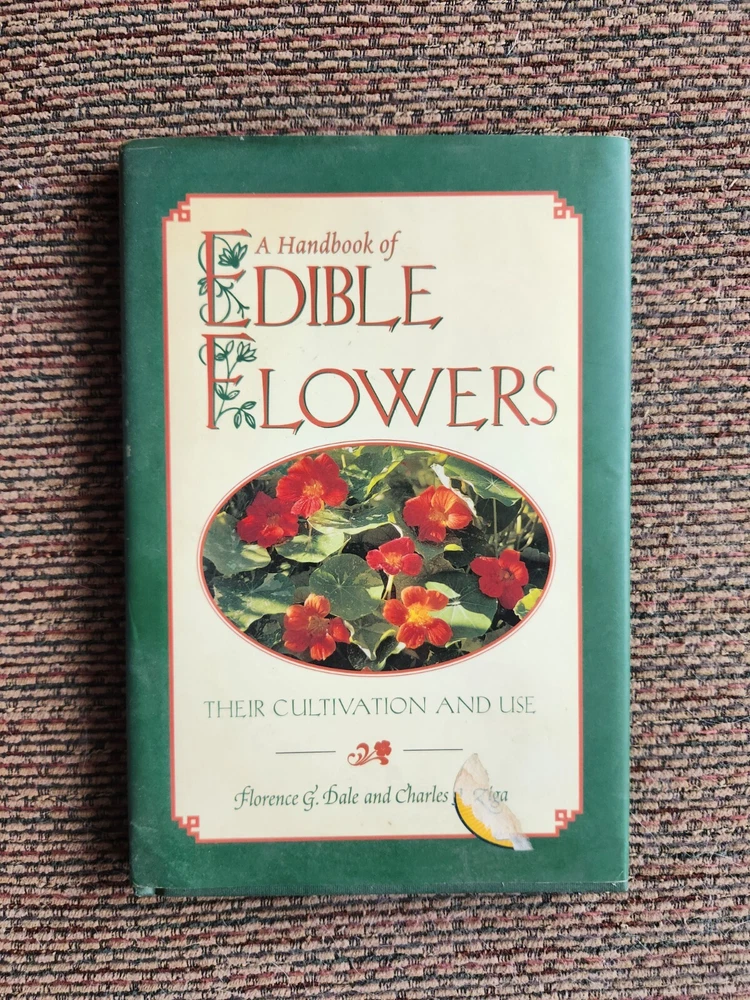 A Handbook of
EDIBLE
FLOWERS
THEIR CULTIVATION AND USE
Florence G. Dale and Charles